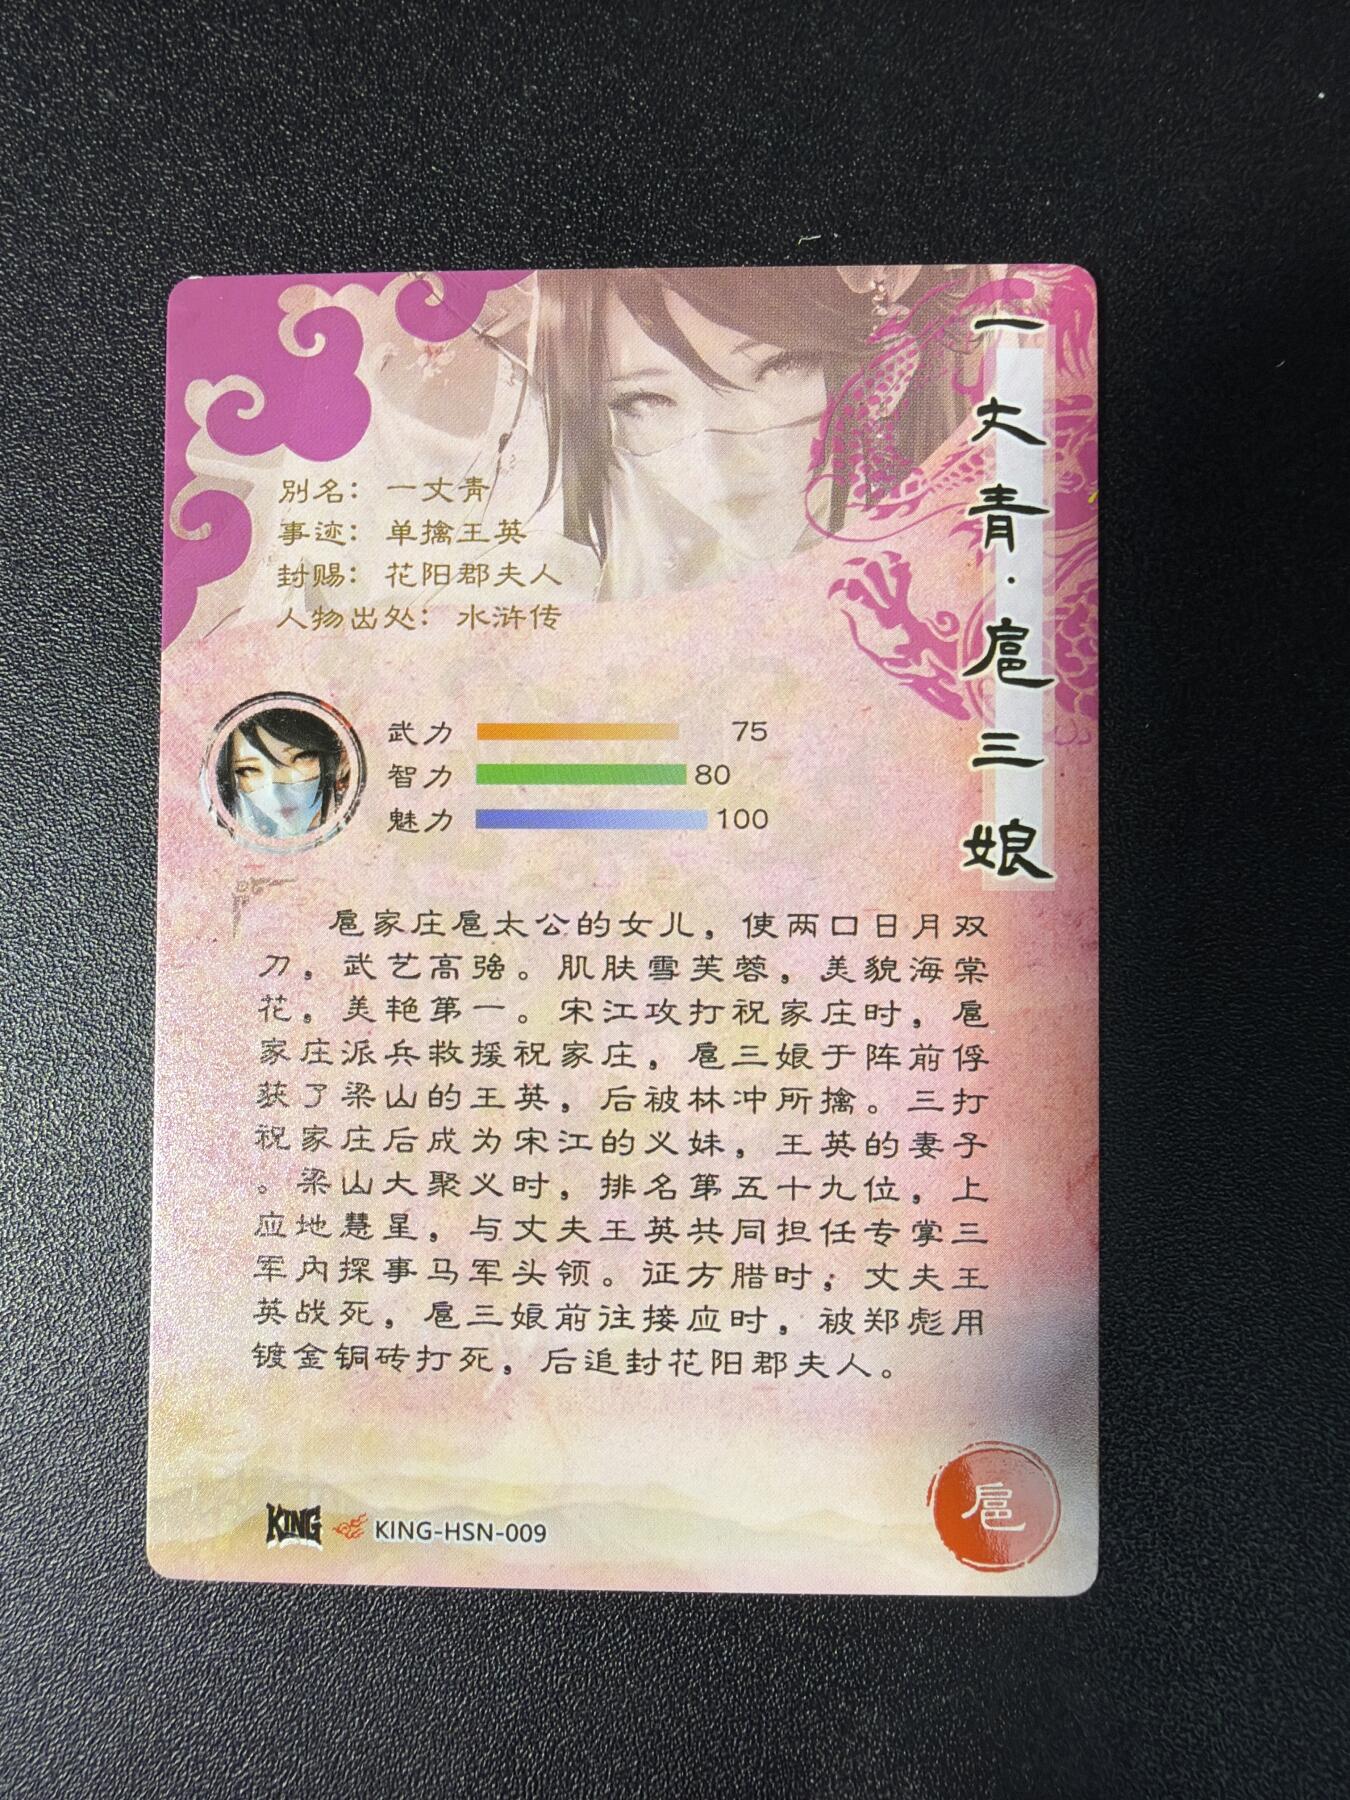 一丈青·扈三娘
别名：一丈青
事迹：单擒王英
封赐：花阳郡夫人
人物出处：水浒传
武力 75
智力 80
魅力 100
扈家庄扈太公的女儿，使两口日月双
刀，武艺高强。肌肤雪芙蓉，美貌海棠
花，美艳第一。宋江攻打祝家庄时，扈
家庄派兵救援祝家庄，扈三娘于阵前俘
获了梁山的王英，后被林冲所擒。三打
祝家庄后成为宋江的义妹，王英的妻子
。梁山大聚义时，排名第五十九位，上
应地慧星，与丈夫王英共同担任专掌三
军内探事马军头领。征方腊时，丈夫王
英战死，扈三娘前往接应时，被郑彪用
镀金铜砖打死，后追封花阳郡夫人。
KING KING-HSN-009
扈